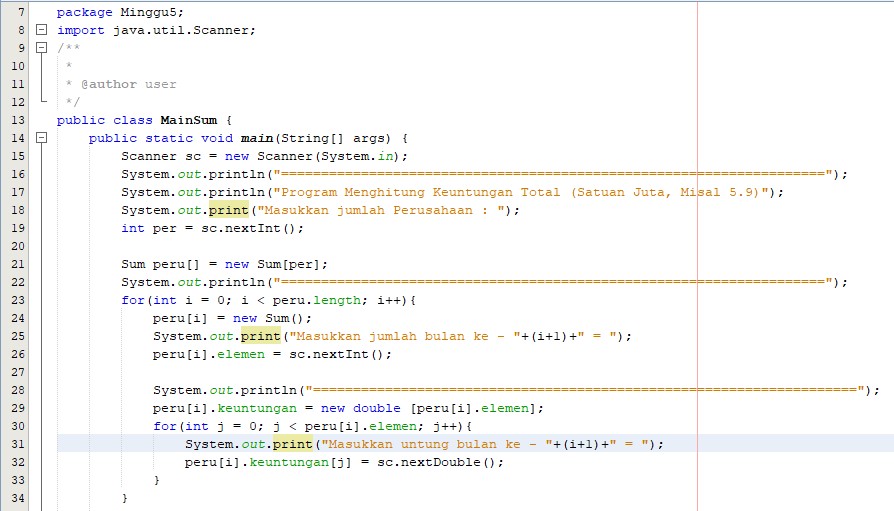 7 package Minggu5;
8 import java.util.Scanner;
9 /**
10 *
11 * @author user
12 */
13 public class MainSum {
14 public static void main(String[] args) {
15 Scanner sc = new Scanner(System.in);
16 System.out.println("====================================================================");
17 System.out.println("Program Menghitung Keuntungan Total (Satuan Juta, Misal 5.9)");
18 System.out.print("Masukkan jumlah Perusahaan : ");
19 int per = sc.nextInt();
20
21 Sum peru[] = new Sum[per];
22 System.out.println("====================================================================");
23 for(int i = 0; i < peru.length; i++){
24 peru[i] = new Sum();
25 System.out.print("Masukkan jumlah bulan ke - "+(i+1)+" = ");
26 peru[i].elemen = sc.nextInt();
27
28 System.out.println("====================================================================");
29 peru[i].keuntungan = new double [peru[i].elemen];
30 for(int j = 0; j < peru[i].elemen; j++){
31 System.out.print("Masukkan untung bulan ke - "+(i+1)+" = ");
32 peru[i].keuntungan[j] = sc.nextDouble();
33 }
34 }